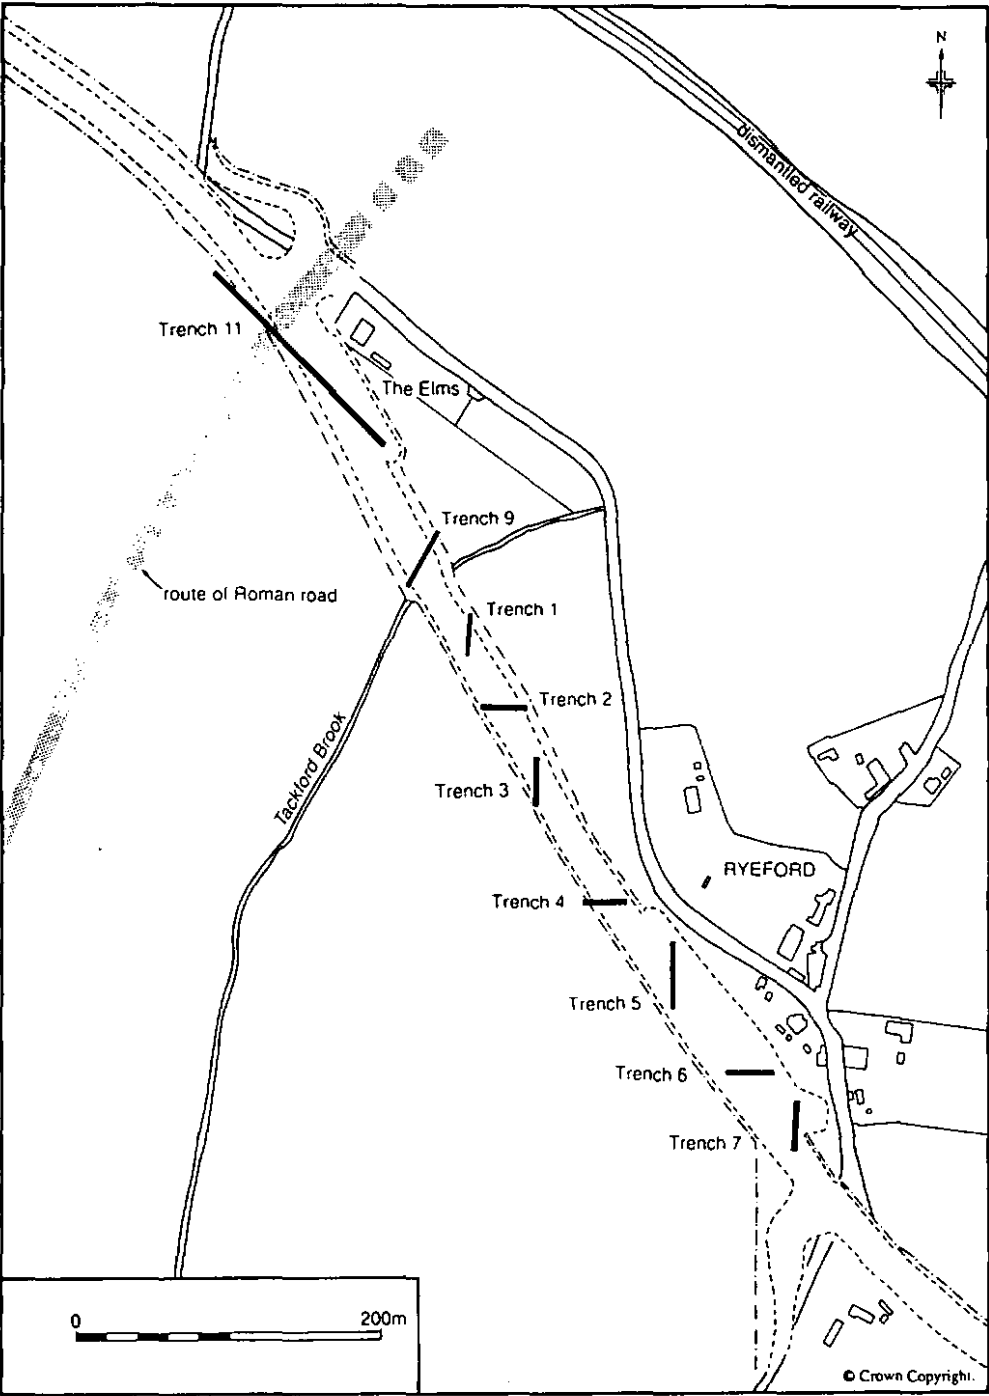 N
dismantled railway
Trench 11
The Elms
Trench 9
route of Roman road
Trench 1
Trench 2
Tackford Brook
Trench 3
RYEFORD
Trench 4
Trench 5
Trench 6
Trench 7
0 200m
© Crown Copyright.